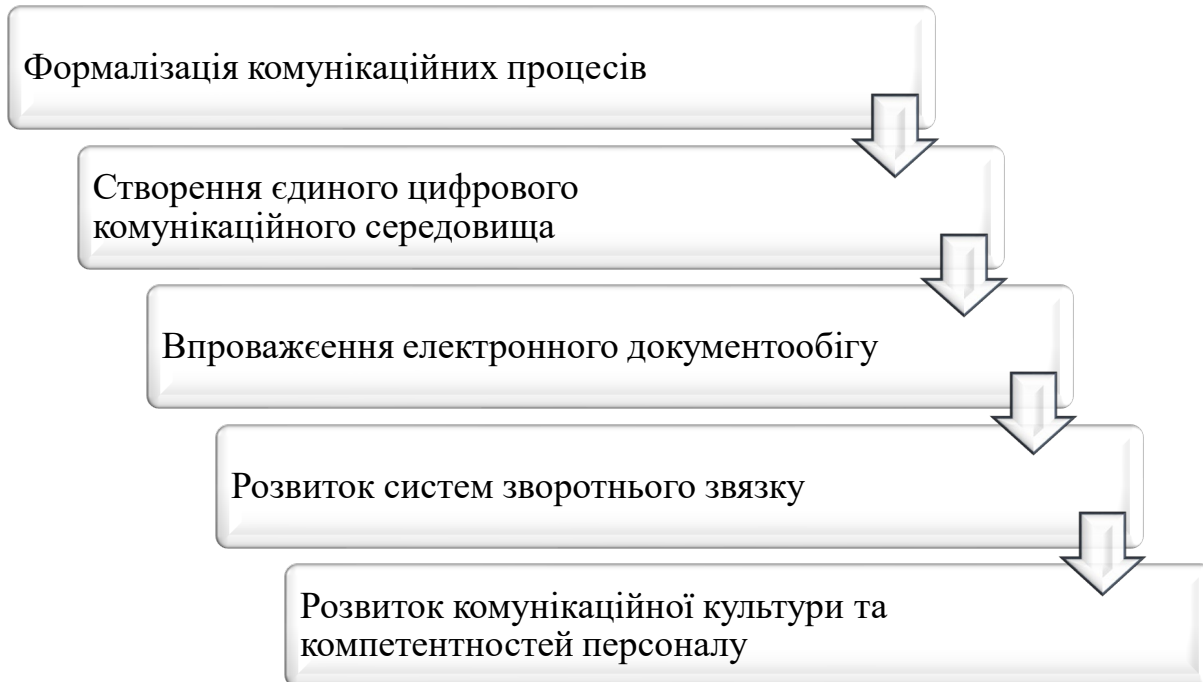 Формалізація комунікаційних процесів
Створення єдиного цифрового
комунікаційного середовища
Впроважєення електронного документообігу
Розвиток систем зворотнього звязку
Розвиток комунікаційної культури та
компетентностей персоналу